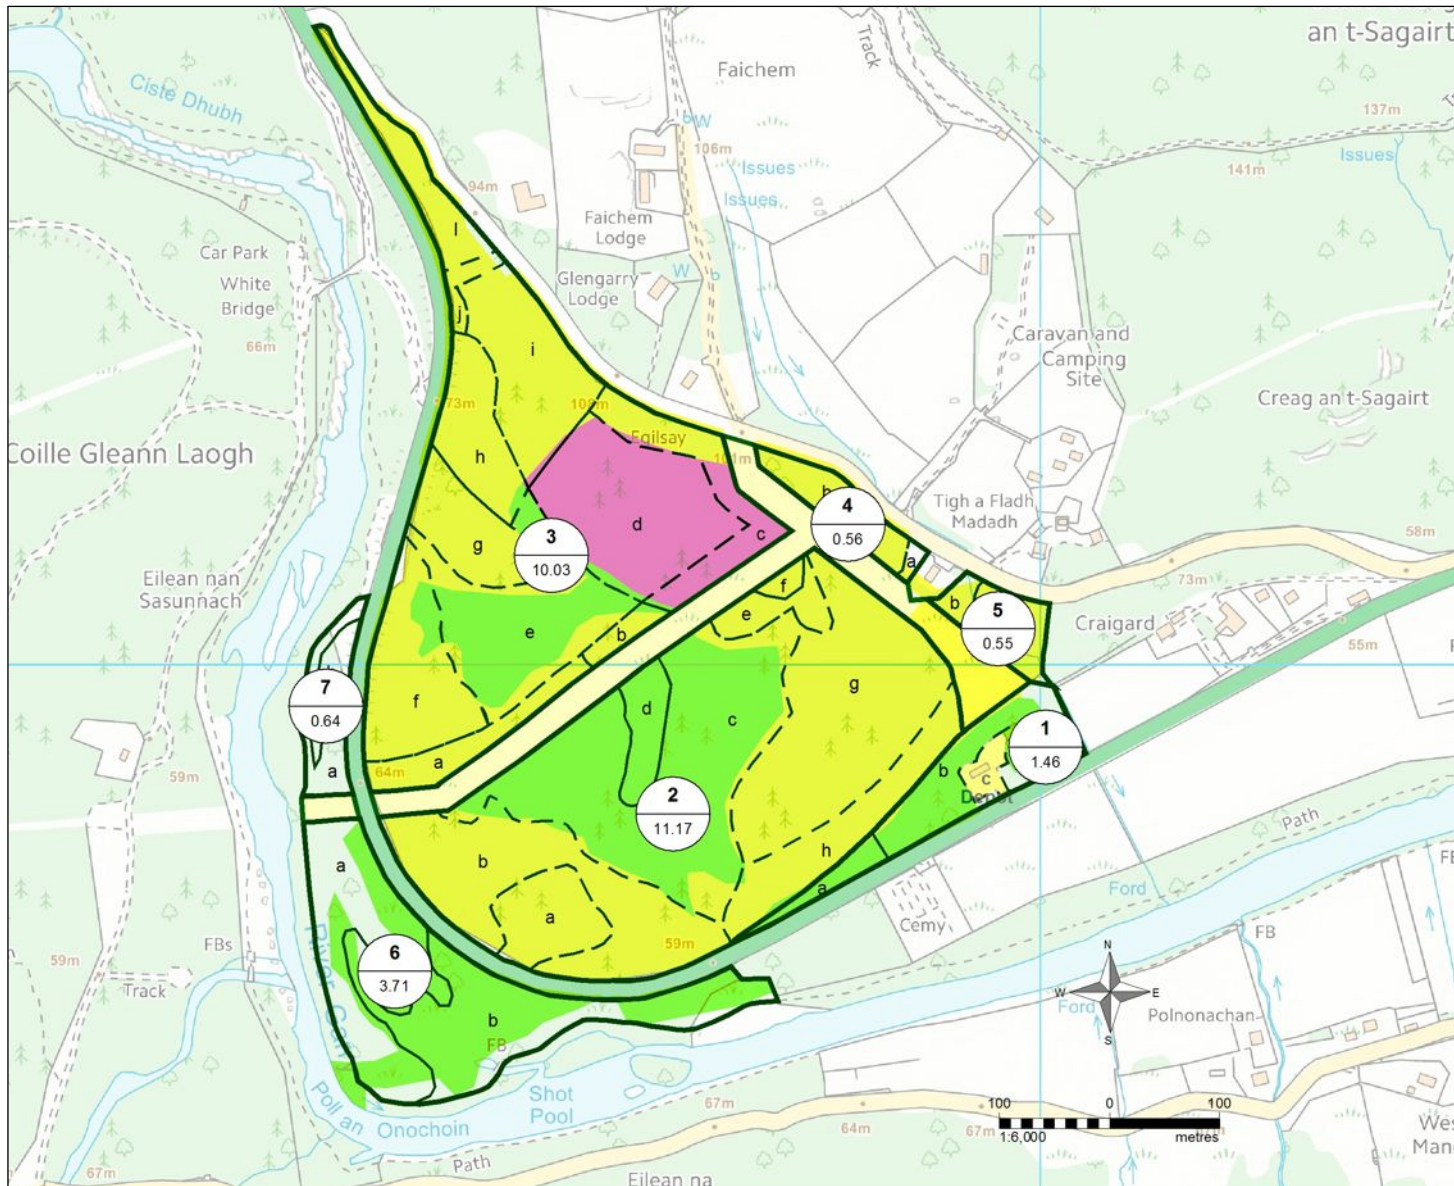 an t-Sagairt
Faichem
Track
137m
Ciste Dhubh
W
106m
Issues
141m
Issues
94m
Issues
l
Faichem
Lodge
Car Park
White
Bridge
Glengarry
Lodge
W
j
i
66m
Caravan and
Camping
Site
73m
108m
Creag an t-Sagairt
Coille Gleann Laogh
h
Egilsay
101m
b
4
0.56
Tigh a Fladh
Madadh
d
c
58m
g
3
10.03
a
73m
Eilean nan
Sasunnach
f
e
b
5
0.55
Craigard
e
b
55m
7
0.64
f
g
d
c
a
64m
a
1
1.46
59m
b
c
Depot
2
11.17
Path
a
b
h
a
a
Ford
Cemy
FB
59m
6
3.71
59m
FBs
Track
River Garry
N
W
E
S
Ford
Polnonachan
b
FB
Shot
Pool
Poll an Onochoin
67m
64m
67m
100
0
100
1:6,000
metres
Path
67m
Eilean na